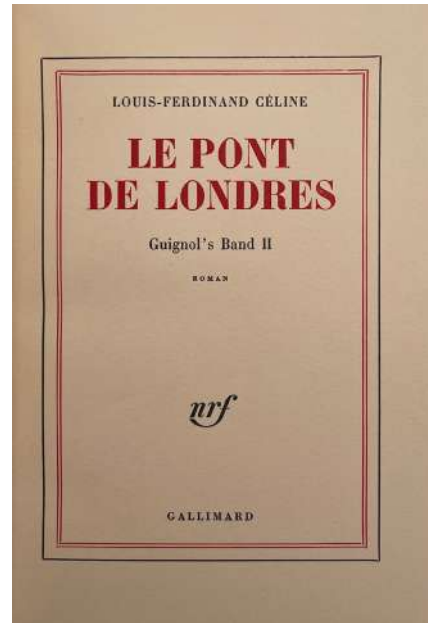 LOUIS-FERDINAND CÉLINE
LE PONT
DE LONDRES
Guignol's Band II
ROMAN
nrf
GALLIMARD